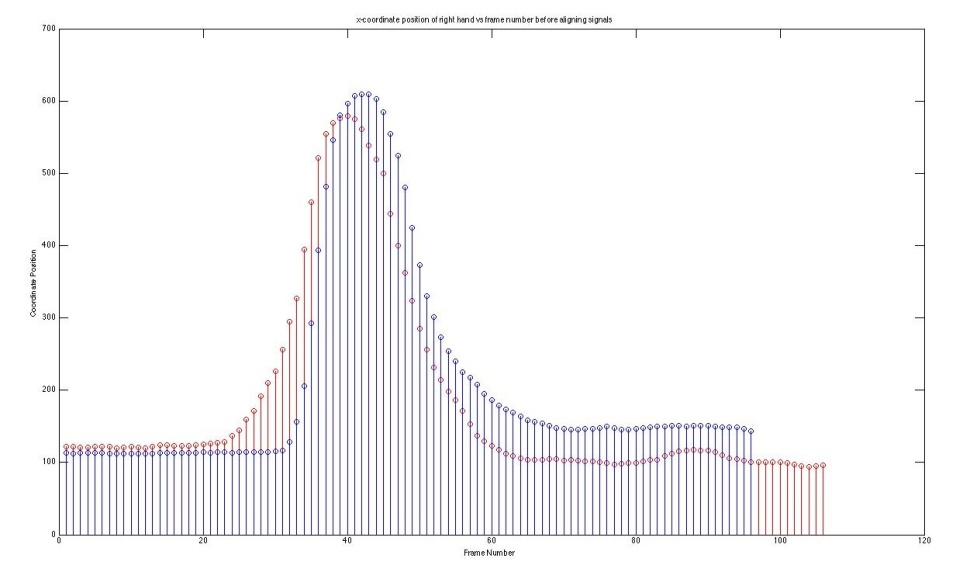 x-coordinate position of right hand vs frame number before aligning signals
700
600
500
400
300
200
100
0
Coordinate Position
0 20 40 60 80 100 120
Frame Number